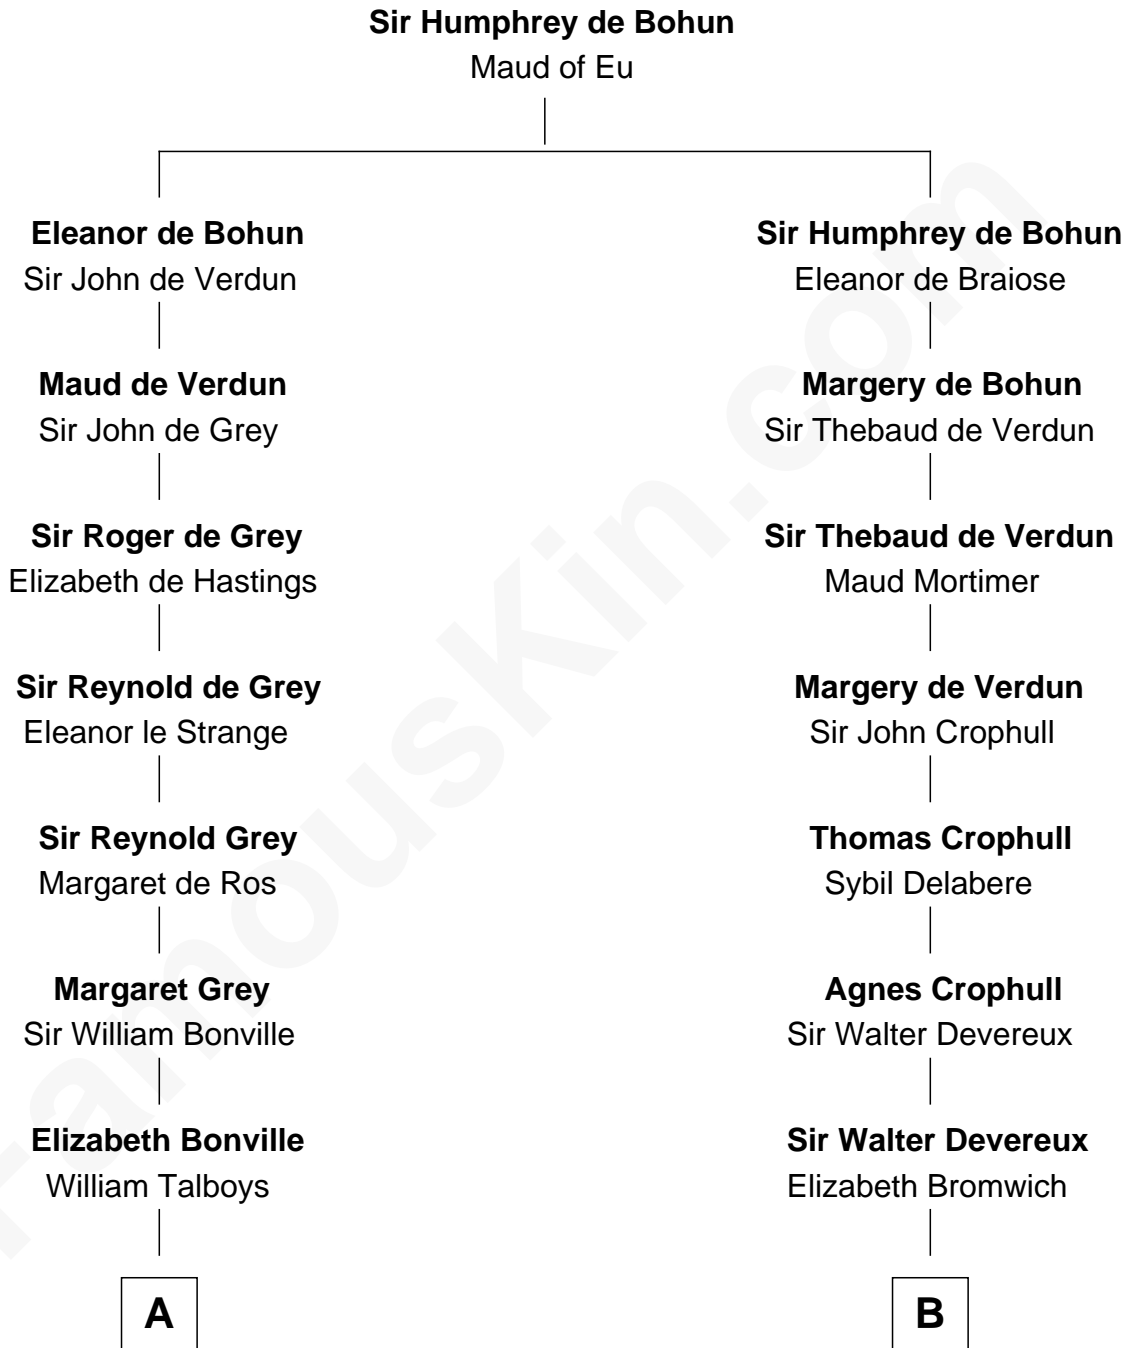 Sir Humphrey de Bohun
Maud of Eu
Eleanor de Bohun
Sir John de Verdun
Sir Humphrey de Bohun
Eleanor de Braiose
Maud de Verdun
Sir John de Grey
Margery de Bohun
Sir Thebaud de Verdun
Sir Roger de Grey
Elizabeth de Hastings
Sir Thebaud de Verdun
Maud Mortimer
Sir Reynold de Grey
Eleanor le Strange
Margery de Verdun
Sir John Crophull
Sir Reynold Grey
Margaret de Ros
Thomas Crophull
Sybil Delabere
Margaret Grey
Sir William Bonville
Agnes Crophull
Sir Walter Devereux
Elizabeth Bonville
William Talboys
Sir Walter Devereux
Elizabeth Bromwich
A
B
FamousKin.com